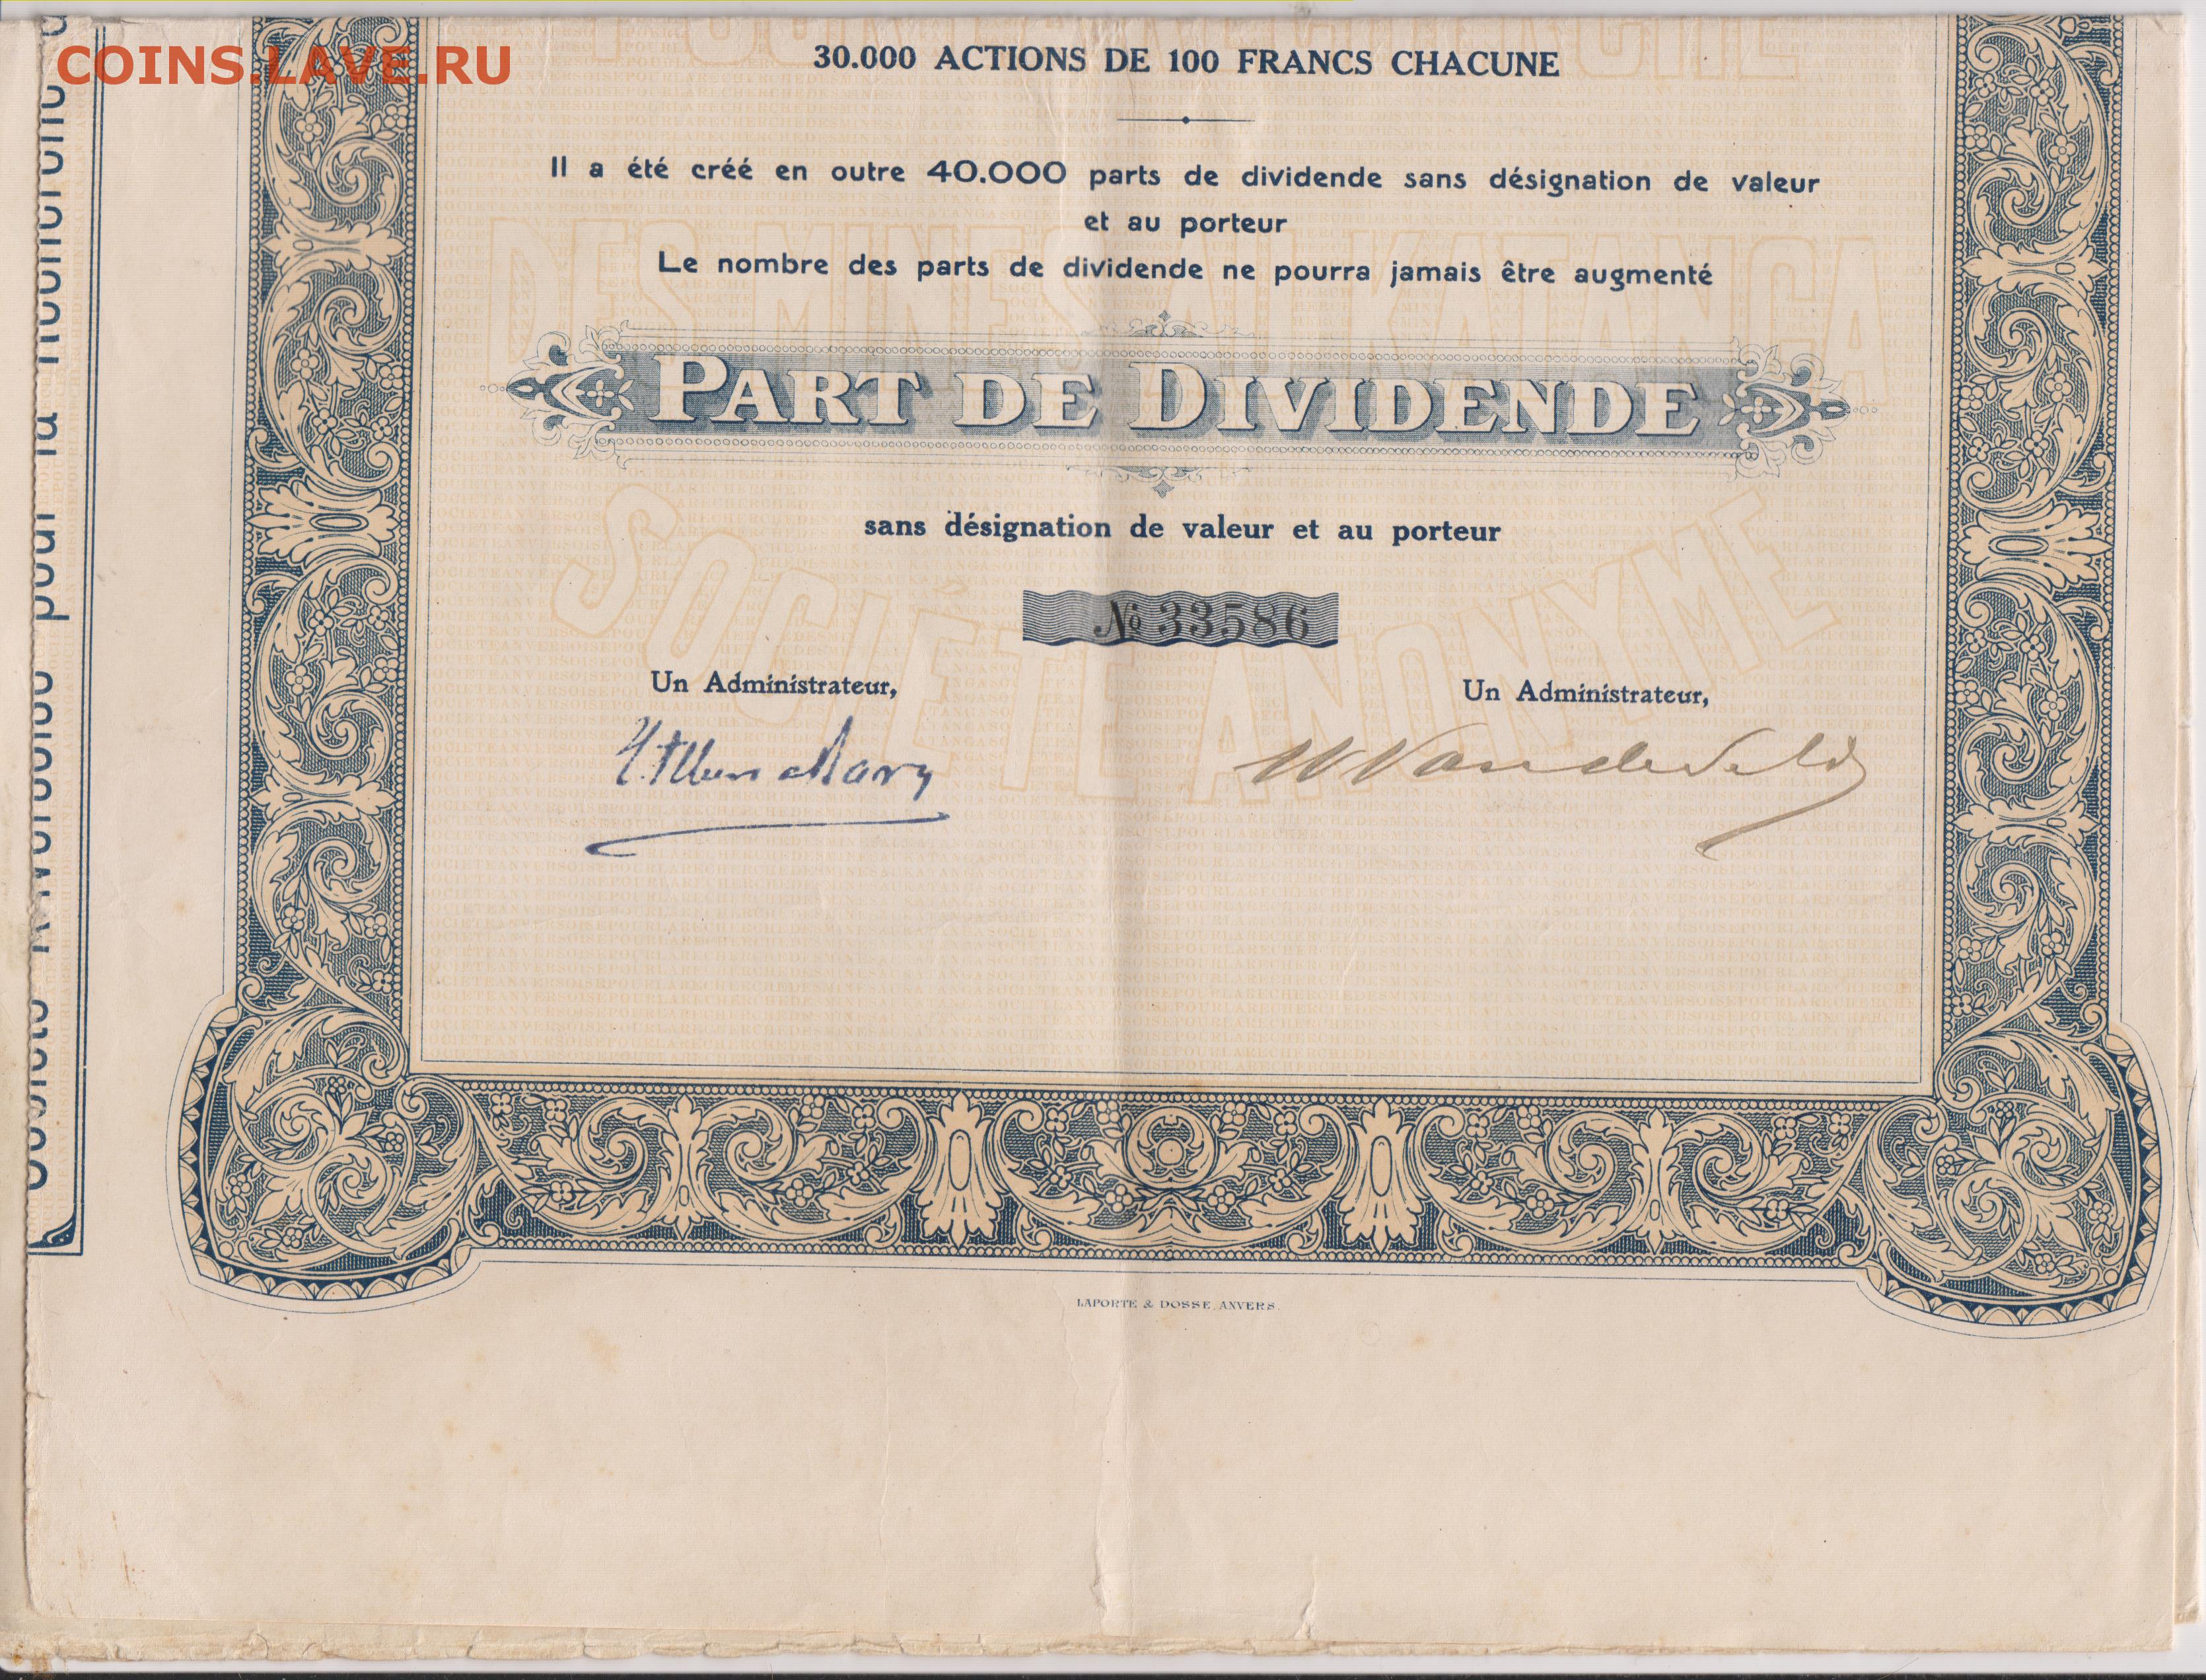 COINS.LAVE.RU
30.000 ACTIONS DE 100 FRANCS CHACUNE
Il a été créé en outre 40.000 parts de dividende sans désignation de valeur
et au porteur
Le nombre des parts de dividende ne pourra jamais être augmenté
DES MINES AU KATANGA
PART DE DIVIDENDE
sans désignation de valeur et au porteur
SOCIÉTÉ ANONYME
No 33586
Un Administrateur,
Un Administrateur,
LAPORTE & DOSSE, ANVERS.